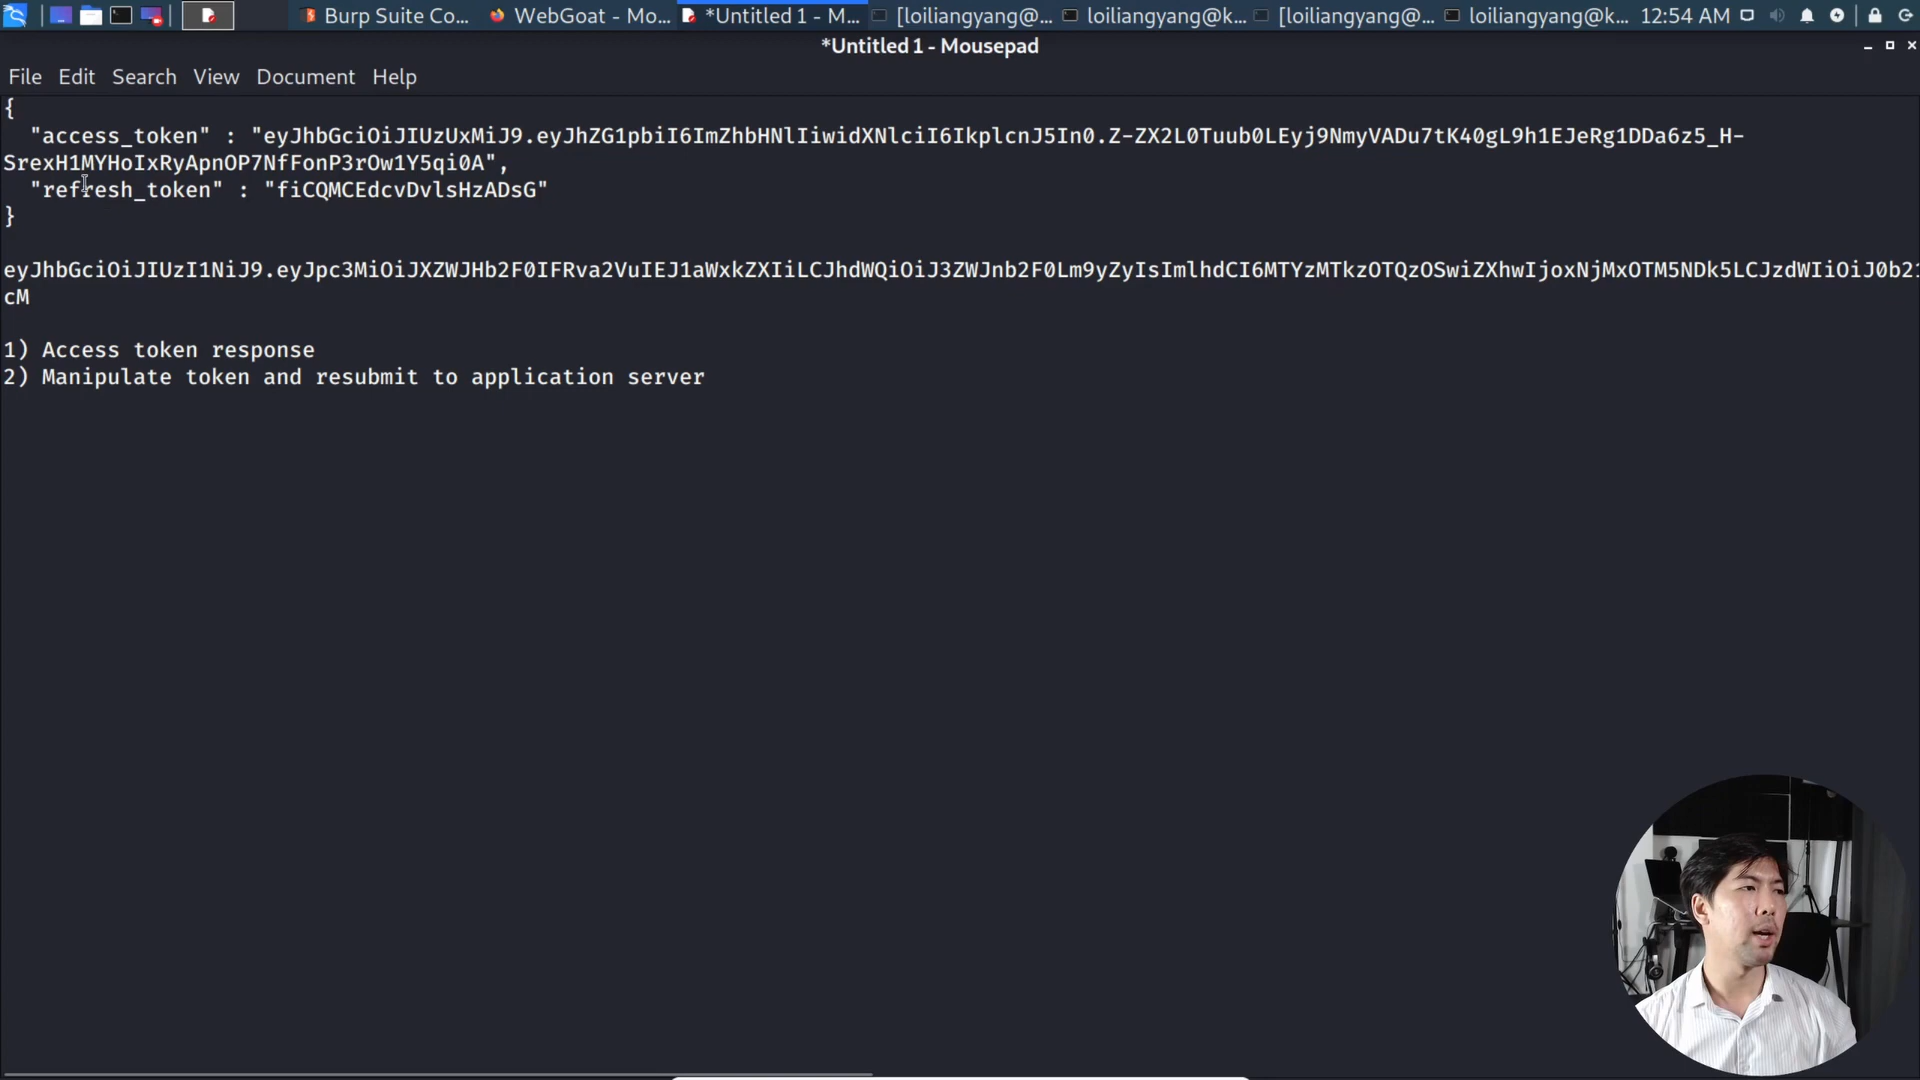 Burp Suite Co...
WebGoat - Mo...
*Untitled 1 - M...
[loiliangyang@...
loiliangyang@k...
[loiliangyang@...
loiliangyang@k...
12:54 AM
*Untitled 1 - Mousepad
File Edit Search View Document Help
{
"access_token" : "eyJhbGciOiJIUzUxMiJ9.eyJhZG1pbiI6ImZhbHNlIiwidXNlciI6IkplcnJ5In0.Z-ZX2L0Tuub0LEyj9NmyVADu7tK40gL9h1EJeRg1DDa6z5_H-
SrexH1MYHoIxRyApnOP7NfFonP3rOw1Y5qi0A",
"refresh_token" : "fiCQMCEdcvDvlsHzADsG"
}
eyJhbGciOiJIUzI1NiJ9.eyJpc3MiOiJXZWJHb2F0IFRva2VuIEJ1aWxkZXIiLCJhdWQiOiJ3ZWJnb2F0Lm9yZyIsImlhdCI6MTYzMTkzOTQzOSwiZXhwIjoxNjMxOTM5NDk5LCJzdWIiOiJ0b21
cM
1) Access token response
2) Manipulate token and resubmit to application server